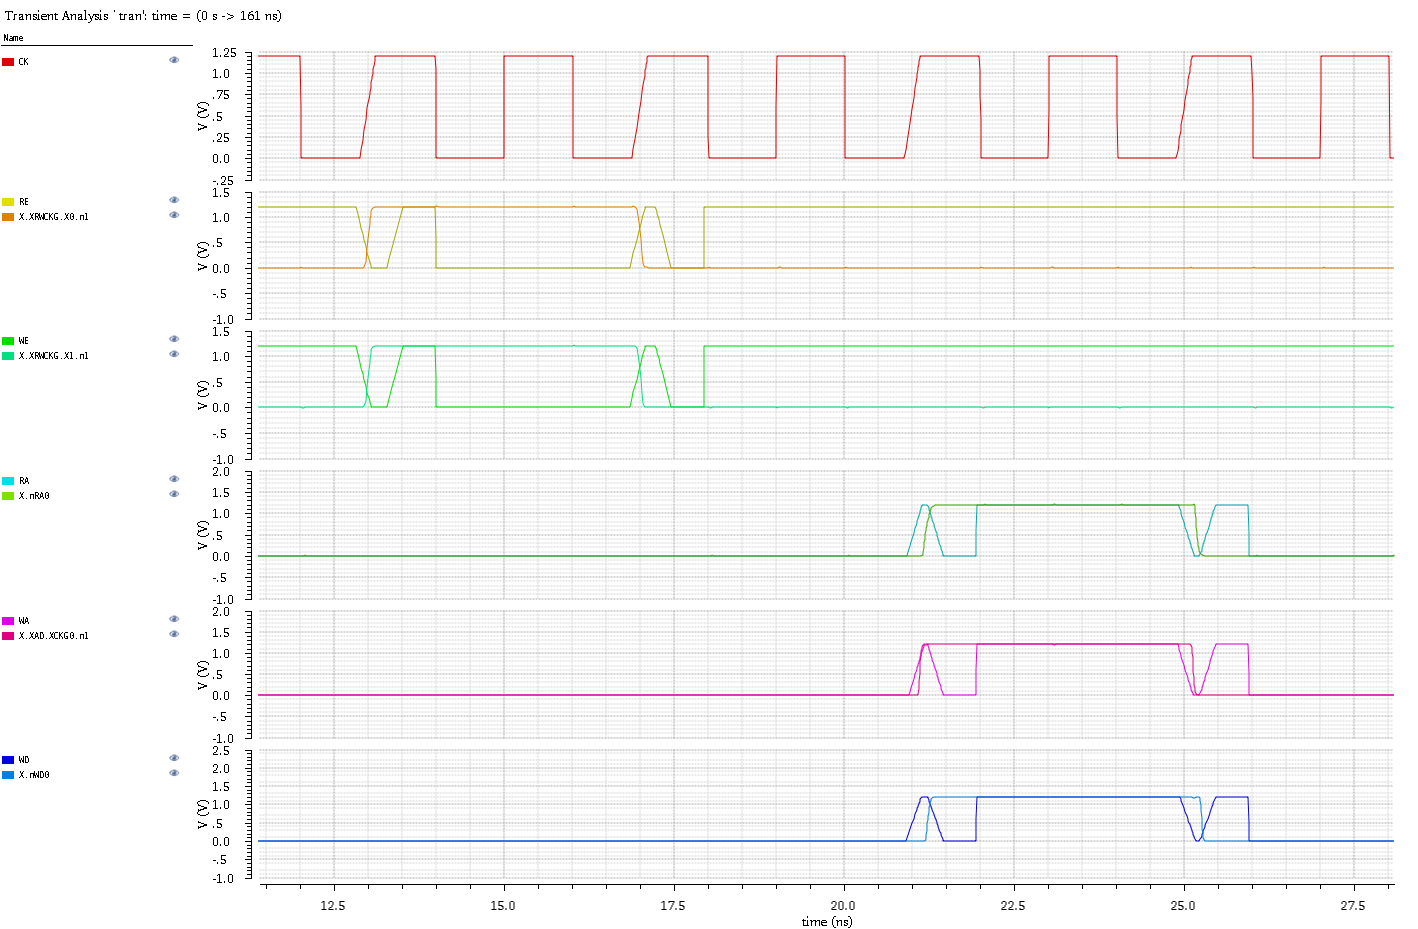 Transient Analysis `tran': time = (0 s -> 161 ns)
Name
CK
1.25
1.0
.75
.5
.25
0.0
-.25
V (V)
RE
X.XRWCKG.X0.n1
1.5
1.0
.5
0.0
-.5
-1.0
V (V)
WE
X.XRWCKG.X1.n1
1.5
1.0
.5
0.0
-.5
-1.0
V (V)
RA
X.nRA0
2.0
1.5
1.0
.5
0.0
-.5
-1.0
V (V)
WA
X.XAD.XCKG0.n1
2.0
1.5
1.0
.5
0.0
-.5
-1.0
V (V)
WD
X.nWD0
2.5
2.0
1.5
1.0
.5
0.0
-.5
-1.0
V (V)
12.5 15.0 17.5 20.0 22.5 25.0 27.5
time (ns)